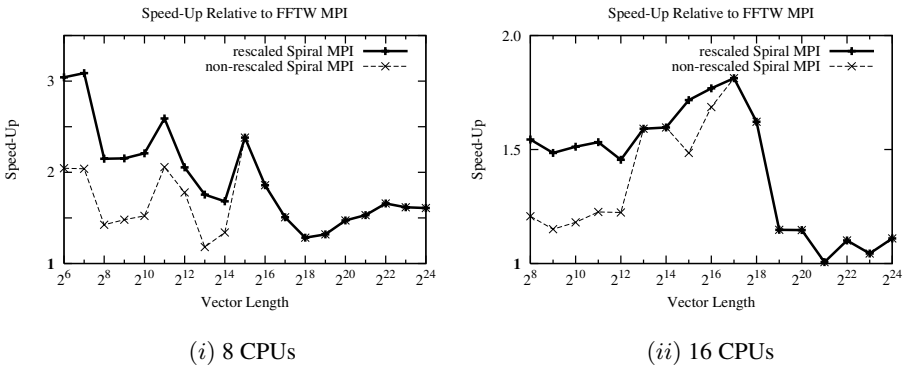 Speed-Up Relative to FFTW MPI
rescaled Spiral MPI
non-rescaled Spiral MPI
3
2
1
Speed-Up
2^6 2^8 2^10 2^12 2^14 2^16 2^18 2^20 2^22 2^24
Vector Length
(i) 8 CPUs
Speed-Up Relative to FFTW MPI
rescaled Spiral MPI
non-rescaled Spiral MPI
2.0
1.5
1
Speed-Up
2^8 2^10 2^12 2^14 2^16 2^18 2^20 2^22 2^24
Vector Length
(ii) 16 CPUs